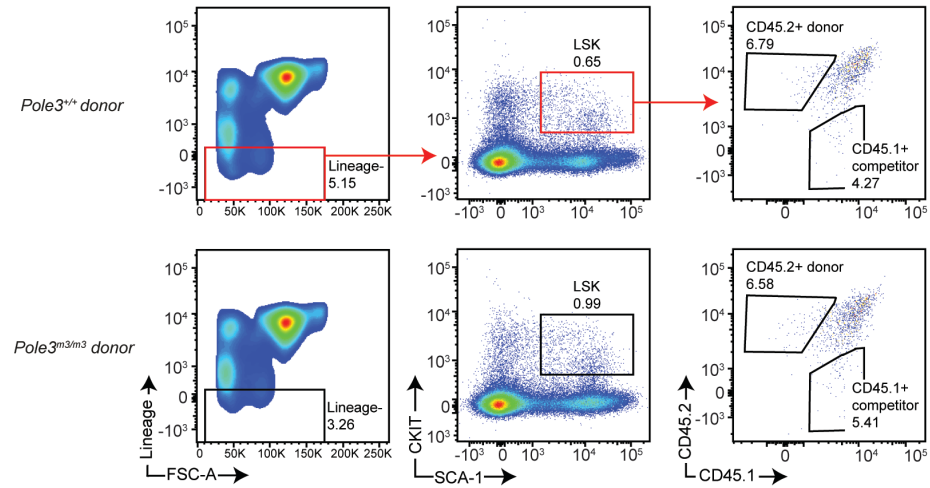 Pole3+/+ donor
10⁵
10⁴
10³
0
-10³
Lineage-
5.15
0 50K 100K 150K 200K 250K
LSK
0.65
10⁵
10⁴
10³
0
-10³
-10³ 0 10³ 10⁴ 10⁵
CD45.2+ donor
6.79
CD45.1+
competitor
4.27
10⁵
10⁴
10³
0
-10³
0 10⁴ 10⁵
Pole3m3/m3 donor
10⁵
10⁴
10³
0
-10³
Lineage-
3.26
0 50K 100K 150K 200K 250K
Lineage
FSC-A
LSK
0.99
10⁵
10⁴
10³
0
10³
-10³ 0 10³ 10⁴ 10⁵
CKIT
SCA-1
CD45.2+ donor
6.58
CD45.1+
competitor
5.41
10⁵
10⁴
10³
0
-10³
0 10⁴ 10⁵
CD45.2
CD45.1